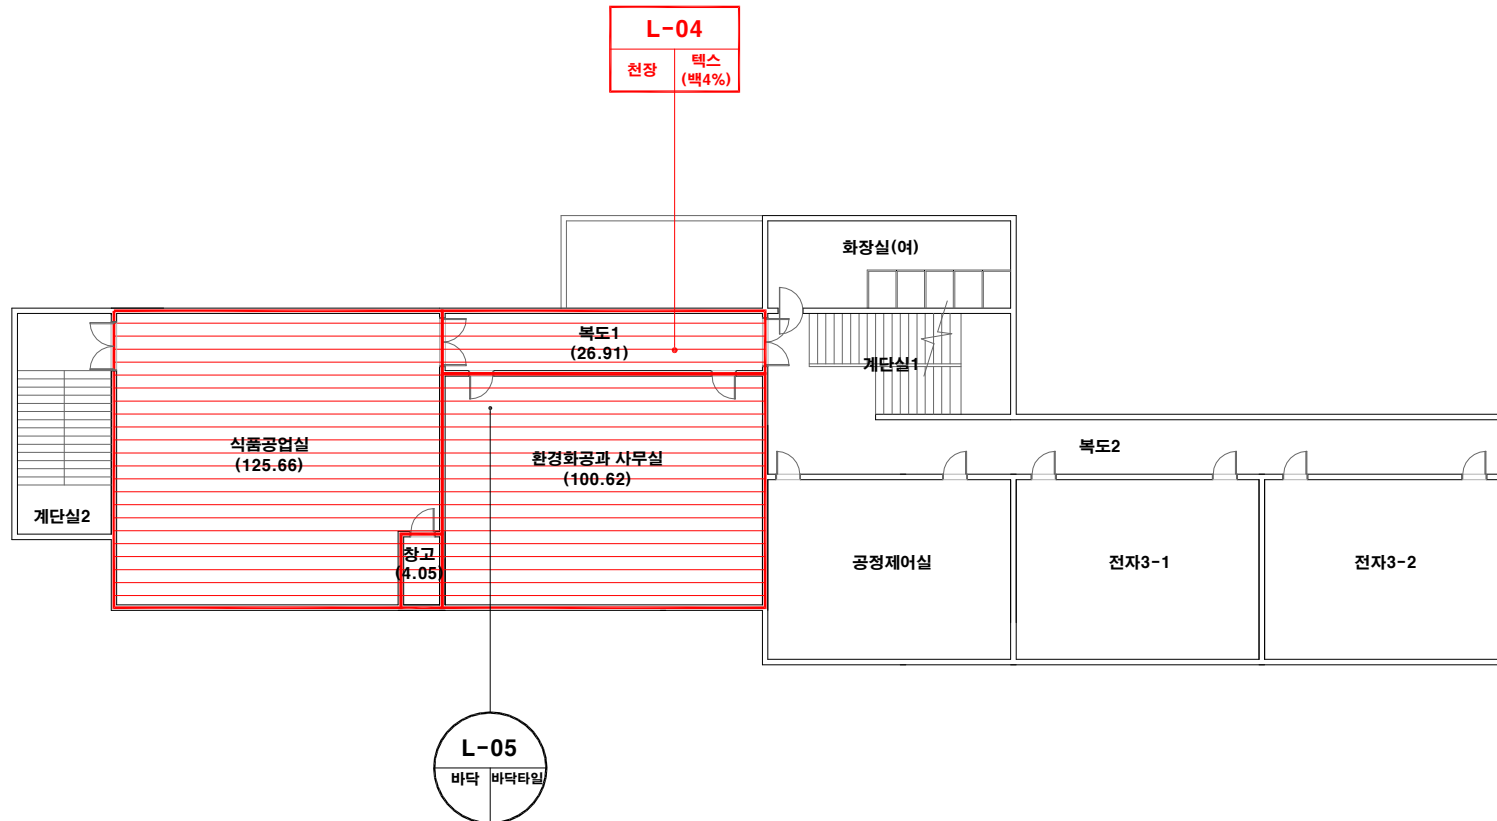 L-04
천장
텍스
(백4%)
화장실(여)
복도1
(26.91)
계단실1
식품공업실
(125.66)
환경화공과 사무실
(100.62)
복도2
계단실2
창고
(4.05)
공정제어실
전자3-1
전자3-2
L-05
바닥
바닥타일